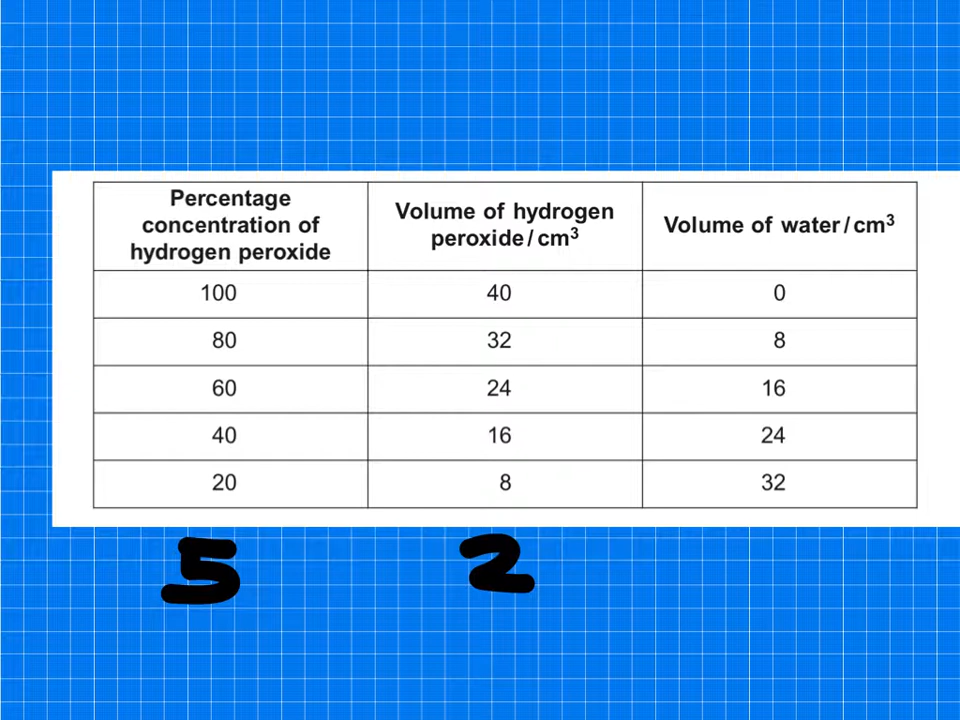 Percentage
concentration of
hydrogen peroxide
Volume of hydrogen
peroxide / cm³
Volume of water / cm³
100 40 0
80 32 8
60 24 16
40 16 24
20 8 32
5 2